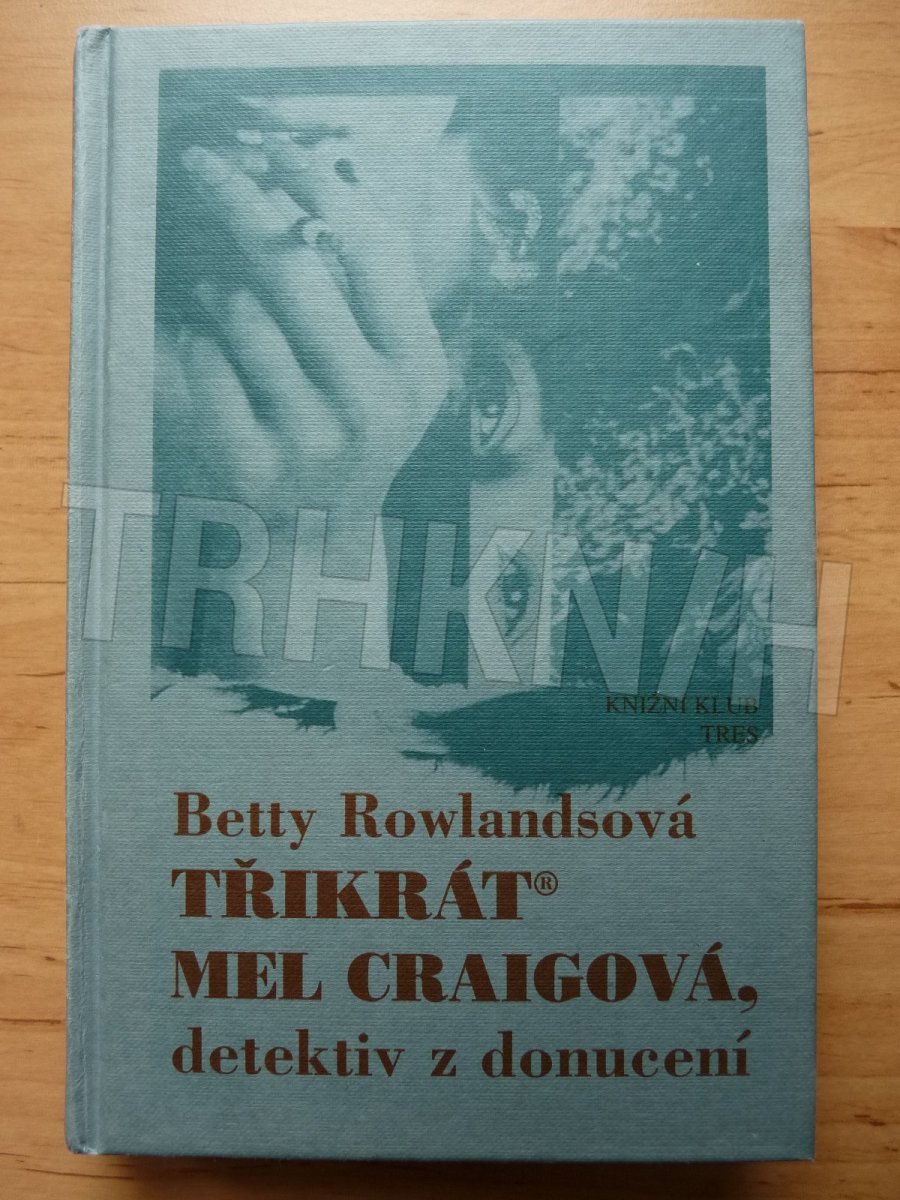 TRHKNIH
KNIŽNÍ KLUB
TRES
Betty Rowlandsová
TŘIKRÁT®
MEL CRAIGOVÁ,
detektiv z donucení